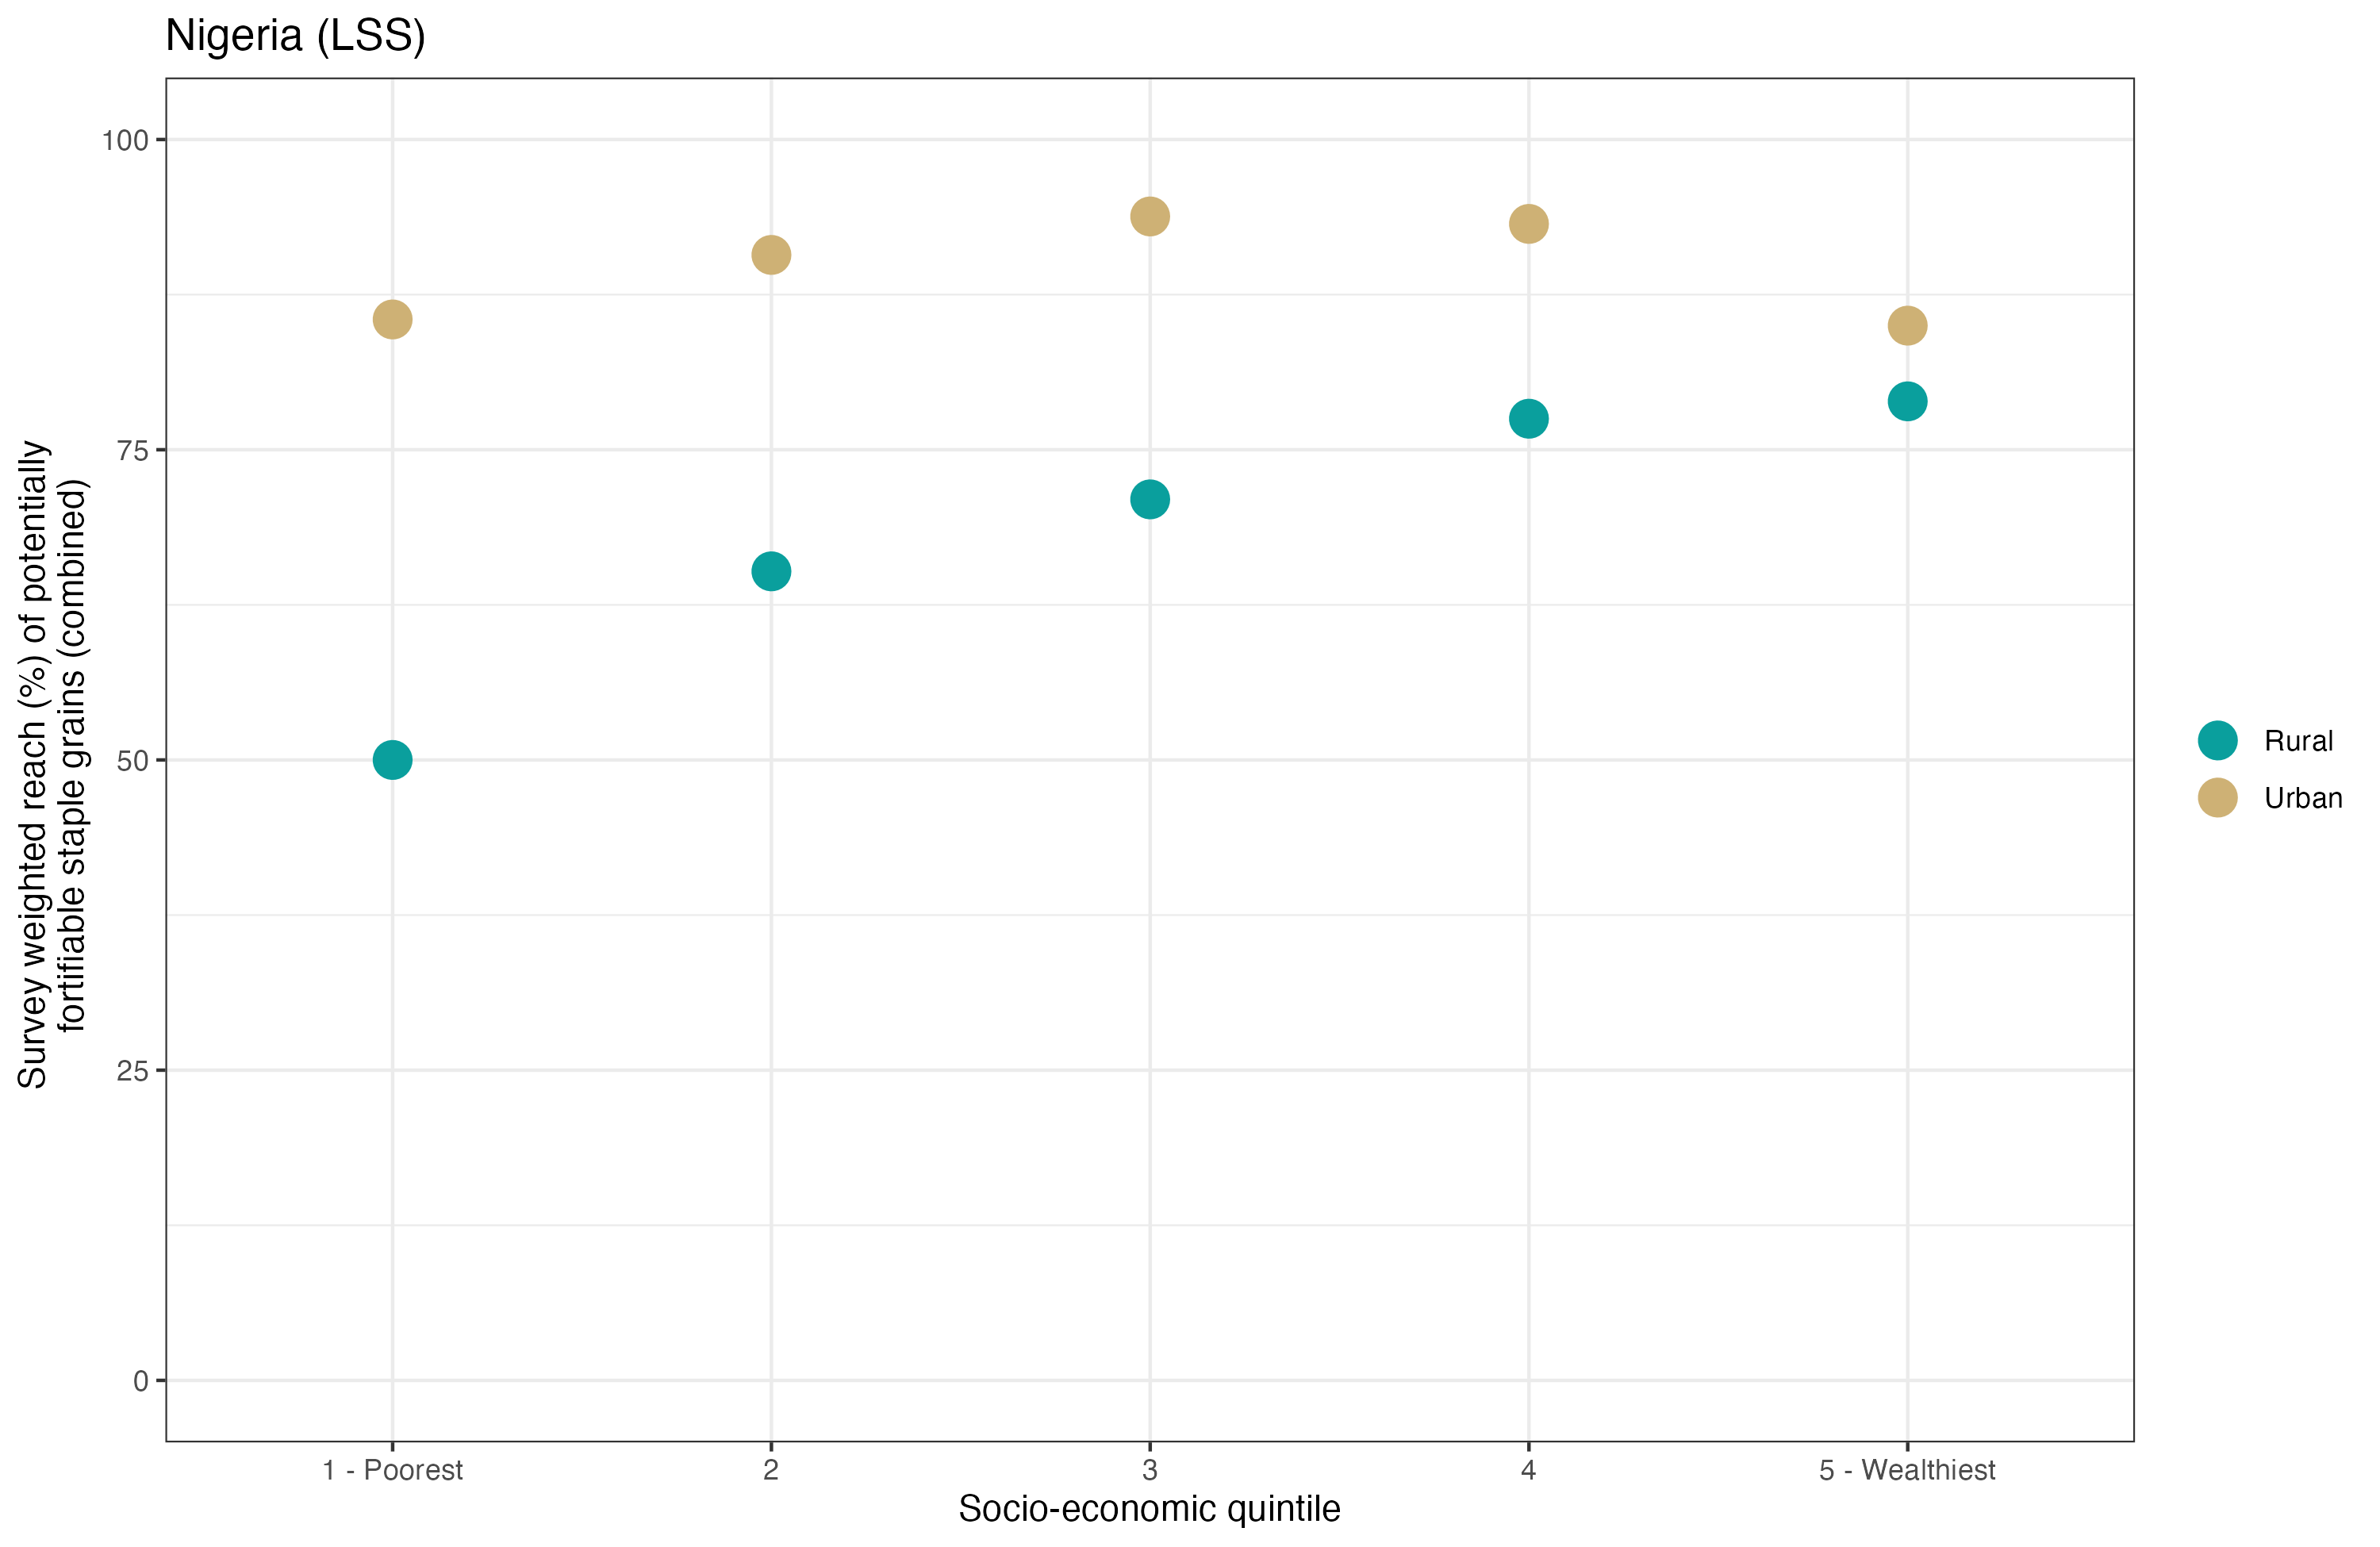 Nigeria (LSS)
Survey weighted reach (%) of potentially
fortifiable staple grains (combined)
100
75
50
25
0
1 - Poorest
2
3
4
5 - Wealthiest
Socio-economic quintile
Rural
Urban